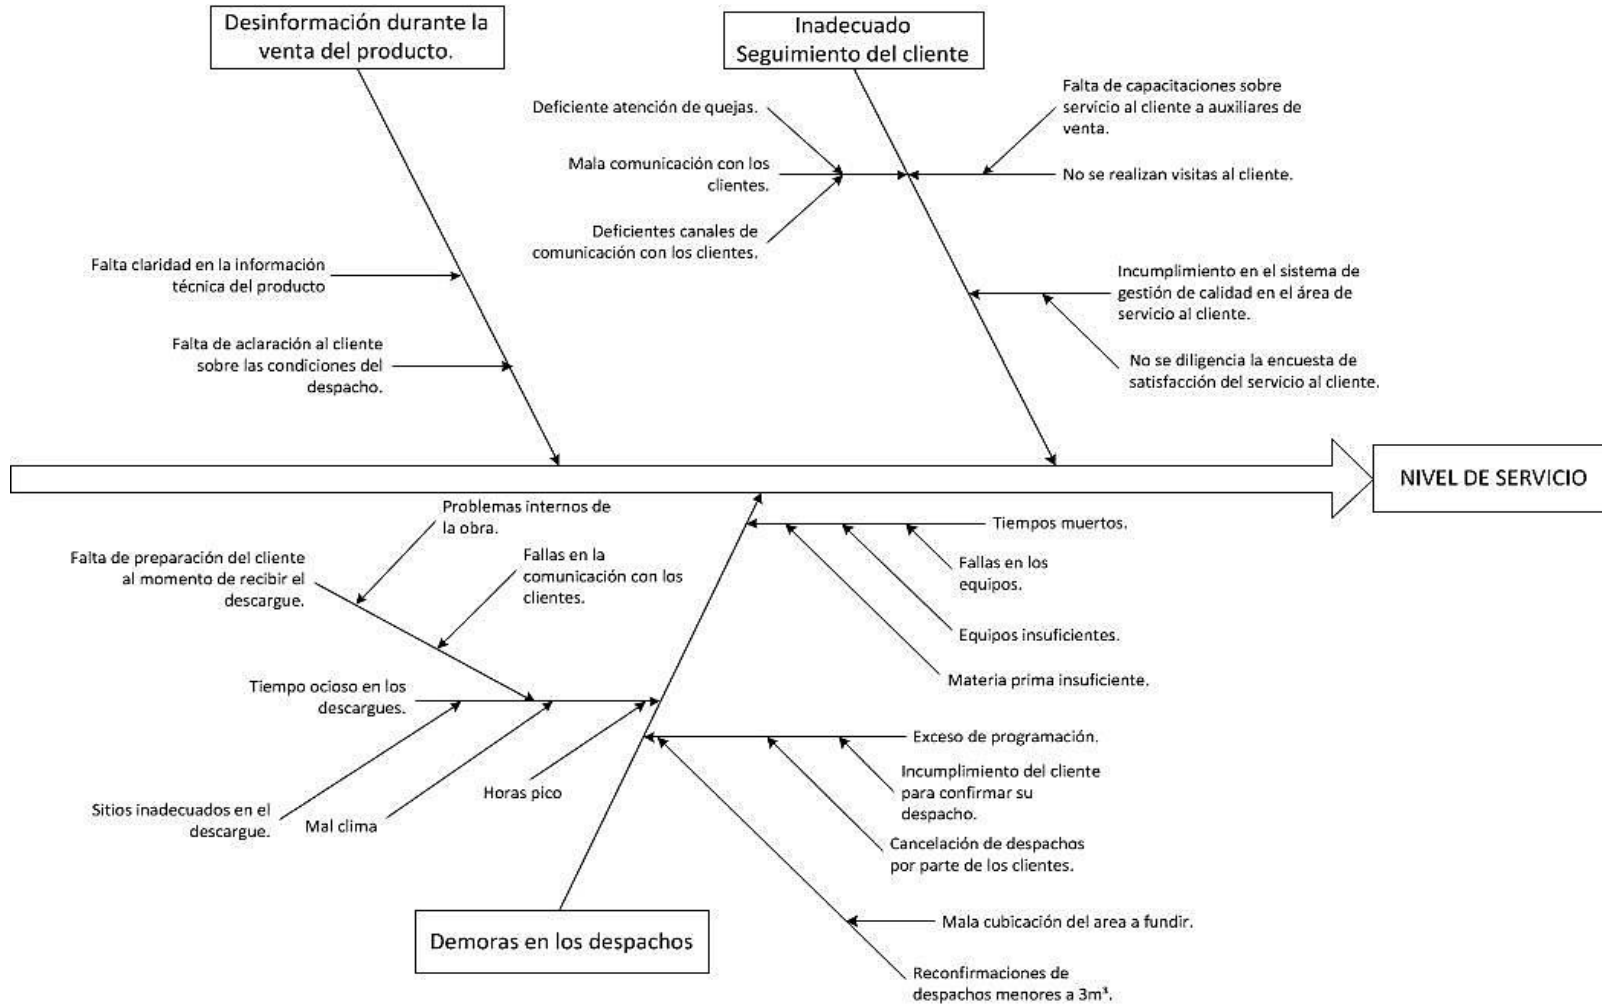 Desinformación durante la
venta del producto.
Inadecuado
Seguimiento del cliente
Deficiente atención de quejas.
Falta de capacitaciones sobre
servicio al cliente a auxiliares de
venta.
Mala comunicación con los
clientes.
No se realizan visitas al cliente.
Deficientes canales de
comunicación con los clientes.
Falta claridad en la información
técnica del producto
Incumplimiento en el sistema de
gestión de calidad en el área de
servicio al cliente.
Falta de aclaración al cliente
sobre las condiciones del
despacho.
No se diligencia la encuesta de
satisfacción del servicio al cliente.
NIVEL DE SERVICIO
Problemas internos de
la obra.
Tiempos muertos.
Falta de preparación del cliente
al momento de recibir el
descargue.
Fallas en la
comunicación con los
clientes.
Fallas en los
equipos.
Equipos insuficientes.
Materia prima insuficiente.
Tiempo ocioso en los
descargues.
Exceso de programación.
Horas pico
Incumplimiento del cliente
para confirmar su
despacho.
Sitios inadecuados en el
descargue.
Mal clima
Cancelación de despachos
por parte de los clientes.
Demoras en los despachos
Mala cubicación del area a fundir.
Reconfirmaciones de
despachos menores a 3m³.